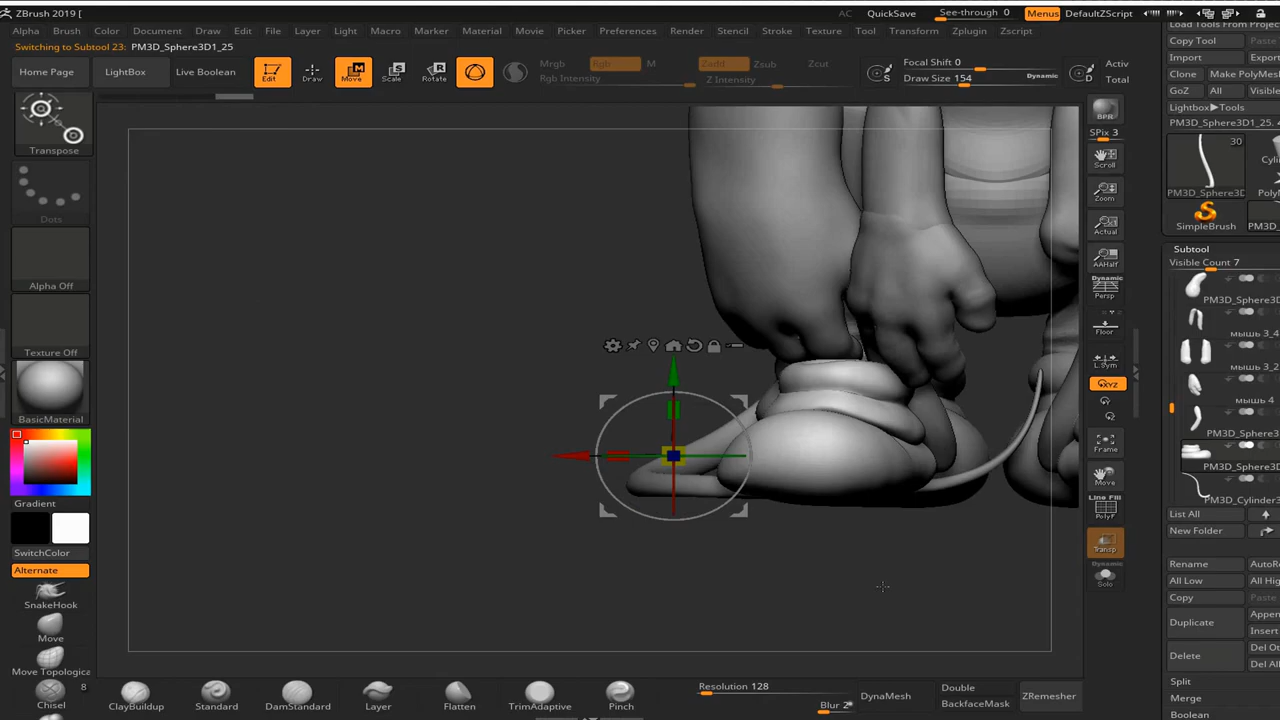 ZBrush 2019 [
AC QuickSave See-through 0 Menus DefaultZScript
Alpha Brush Color Document Draw Edit File Layer Light Macro Marker Material Movie Picker Preferences Render Stencil Stroke Texture Tool Transform Zplugin Zscript
Switching to Subtool 23: PM3D_Sphere3D1_25
Home Page LightBox Live Boolean Edit Draw Move Scale Rotate
Mrgb Rgb M Zadd Zsub Zcut
Rgb Intensity Z Intensity
Focal Shift 0
Draw Size 154 Dynamic
S D
Activ
Total
Load Tools From Project
Copy Tool
Import Export
Clone Make PolyMesh
GoZ All Visible
Lightbox▶Tools
PM3D_Sphere3D1_25. 4
30
PM3D_Sphere3D
Cylin
PolyM
SimpleBrush PM3D_S
Subtool
Visible Count 7
PM3D_Sphere3D
мышь 3_4
мышь 3_2
мышь 4
PM3D_Sphere3
PM3D_Sphere3D
PM3D_Cylinder3
List All
New Folder
Rename AutoRe
All Low All Hig
Copy Paste
Duplicate Append
Insert
Delete Del Ot
Del All
Split
Merge
Boolean
Transpose
Dots
Alpha Off
Texture Off
BasicMaterial
Gradient
SwitchColor
Alternate
SnakeHook
Move
Move Topologica
Chisel 8
BPR
SPix 3
Scroll
Zoom
Actual
AAHalf
Dynamic
Persp
Floor
L.Sym
XYZ
Frame
Move
Line Fill
PolyF
Transp
Dynamic
Solo
ClayBuildup Standard DamStandard Layer Flatten TrimAdaptive Pinch
Resolution 128
Blur 2
DynaMesh
Double
BackfaceMask
ZRemesher